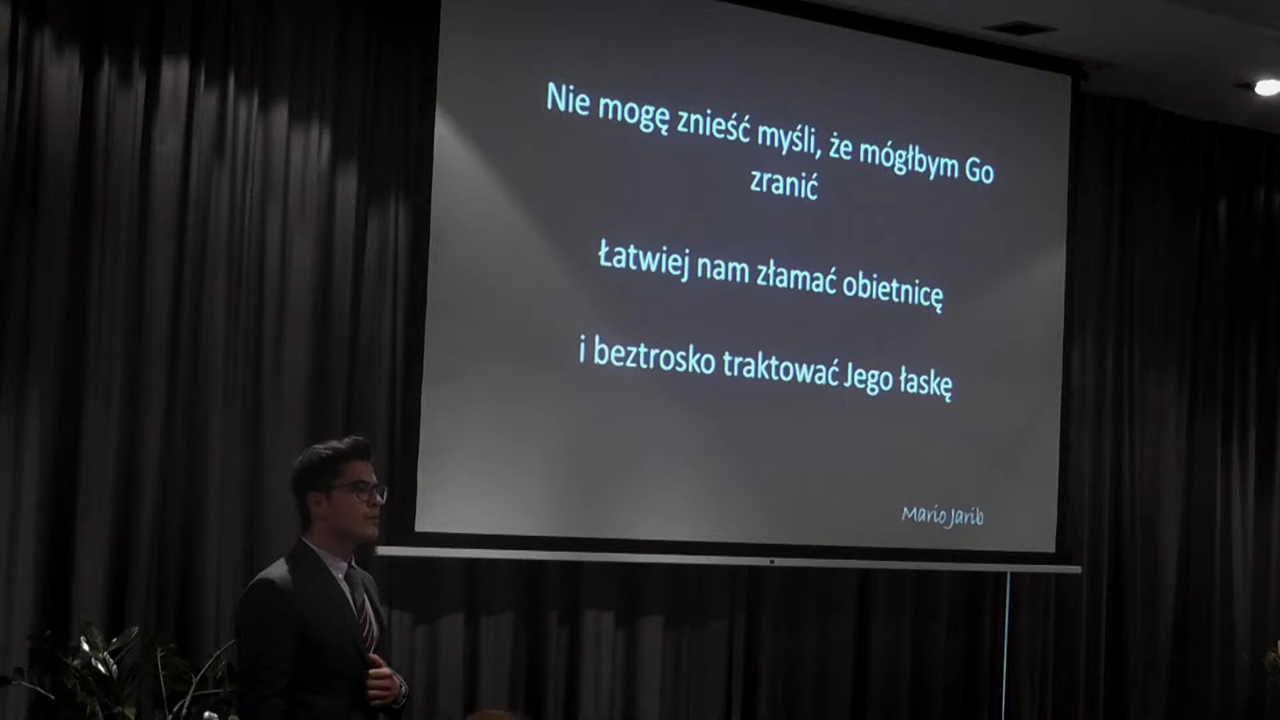 Nie mogę znieść myśli, że mógłbym Go
zranić
Łatwiej nam złamać obietnicę
i beztrosko traktować Jego łaskę
Mario Jarib